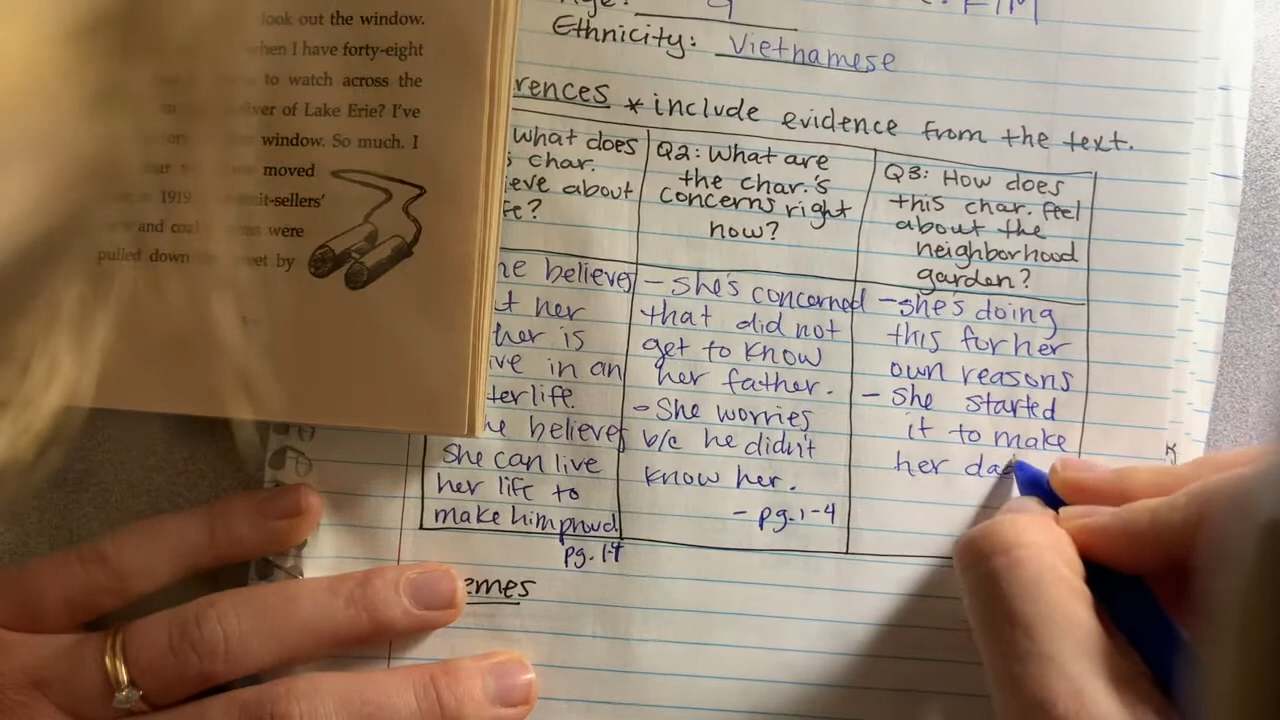 look out the window.
hen I have forty-eight
to watch across the
ver of Lake Erie? I've
window. So much. I
moved
1919 it-sellers'
and coal were
pulled down et by
Ethnicity: Vietnamese
rences * include evidence from the text.
what does
s char.
ieve about
fe?
Q2: What are
the char.'s
concerns right
now?
Q3: How does
this char. feel
about the
neighborhood
garden?
he believes
t her
her is
ive in an
terlife.
he believes
she can live
her life to
make him proud.
pg. 1-4
- she's concerned
that did not
get to know
her father.
- She worries
b/c he didn't
know her.
- pg. 1-4
- she's doing
this for her
own reasons
- She started
it to make
her dad
emes